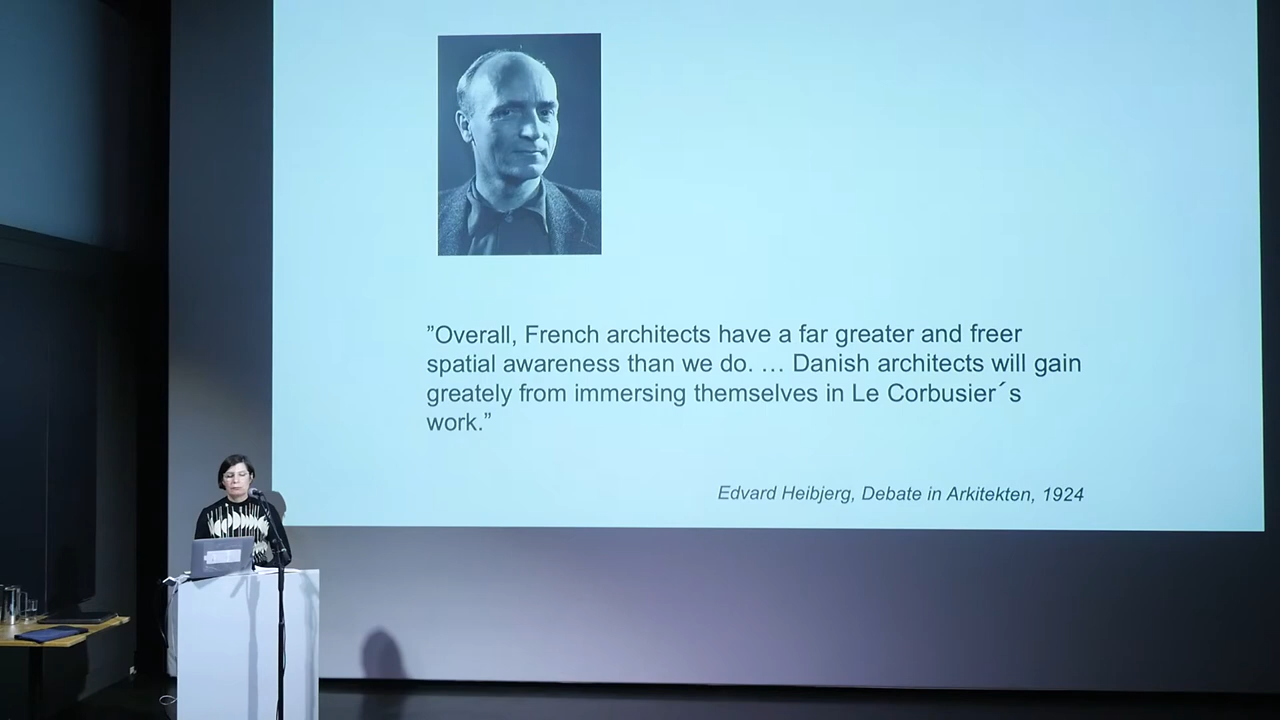 ”Overall, French architects have a far greater and freer
spatial awareness than we do. … Danish architects will gain
greately from immersing themselves in Le Corbusier´s
work.”
Edvard Heibjerg, Debate in Arkitekten, 1924